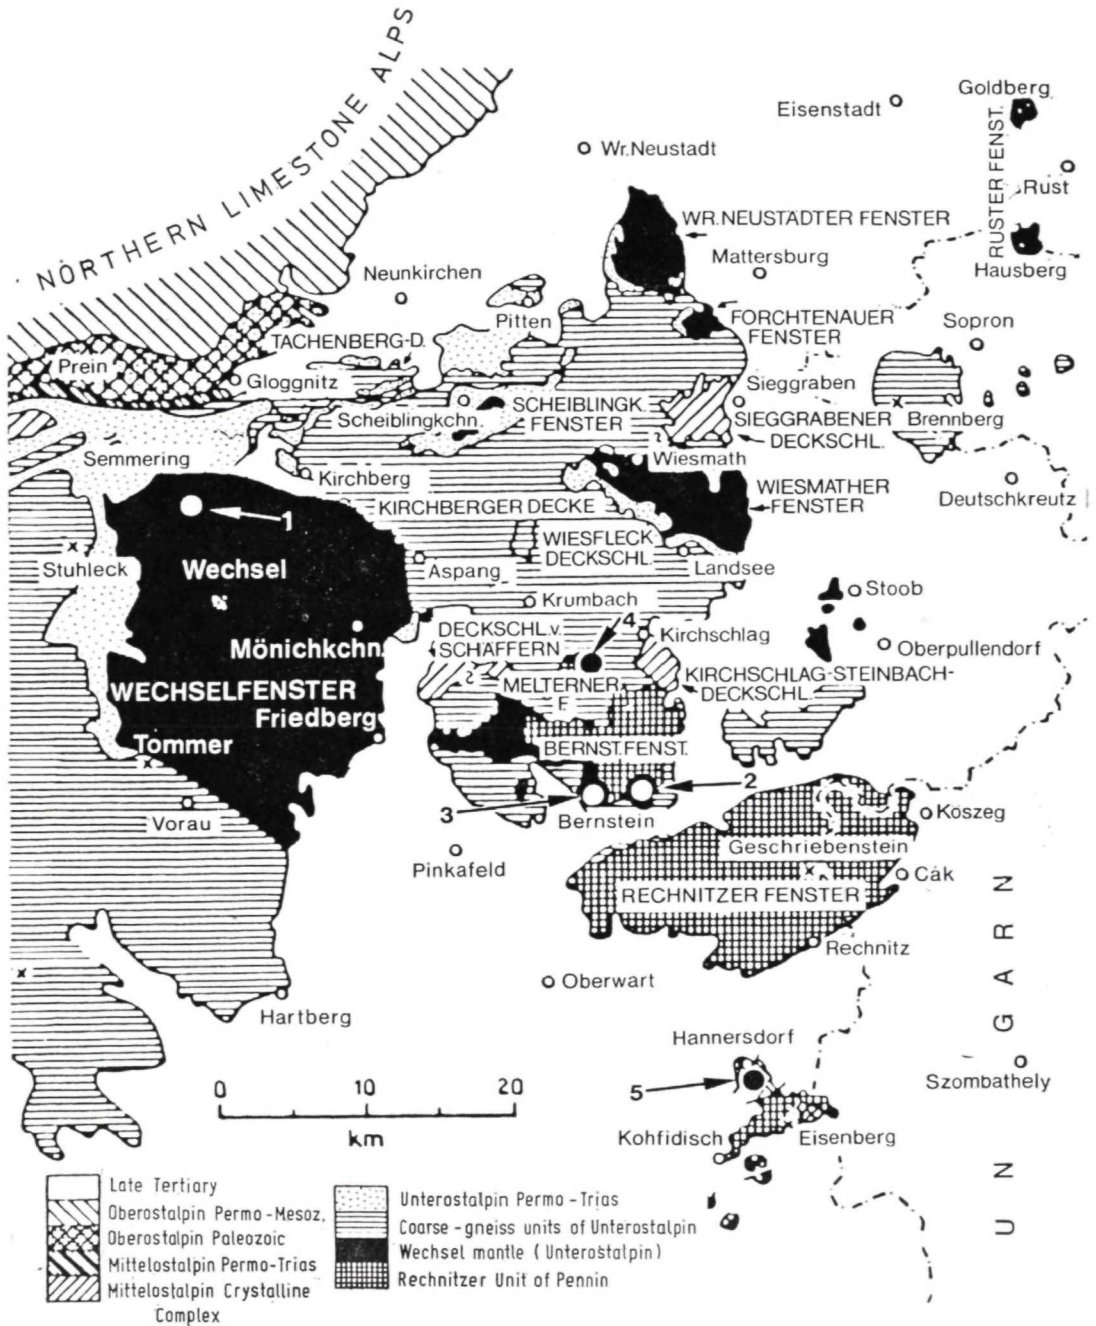 NORTHERN LIMESTONE ALPS
Goldberg
Eisenstadt
RUSTER FENST.
Wr.Neustadt
Rust
WR.NEUSTÄDTER FENSTER
Mattersburg
Hausberg
Neunkirchen
Pitten
FORCHTENAUER
FENSTER
Sopron
TACHENBERG-D.
Prein
Gloggnitz
Sieggraben
Scheiblingkchn.
SCHEIBLINGK.
FENSTER
SIEGGRABENER
DECKSCHL.
Brennberg
Semmering
Kirchberg
Wiesmath
WIESMATHER
FENSTER
Deutschkreutz
1
KIRCHBERGER DECKE
Stuhleck
Wechsel
Aspang
WIESFLECK
DECKSCHL.
Landsee
Krumbach
Stoob
4
Mönichkchn.
DECKSCHL.v.
SCHÄFFERN
Kirchschlag
Oberpullendorf
WECHSELFENSTER
MELTERNER
F.
KIRCHSCHLAG-STEINBACH-
DECKSCHL.
Friedberg
Tommer
BERNST.FENST.
2
3
Vorau
Bernstein
Köszeg
Geschriebenstein
Pinkafeld
Cák
RECHNITZER FENSTER
Rechnitz
Oberwart
UNGARN
Hartberg
Hannersdorf
5
Szombathely
0 10 20
km
Kohfidisch
Eisenberg
Late Tertiary
Oberostalpin Permo-Mesoz.
Oberostalpin Paleozoic
Mittelostalpin Permo-Trias
Mittelostalpin Crystalline
Complex
Unterostalpin Permo-Trias
Coarse-gneiss units of Unterostalpin
Wechsel mantle (Unterostalpin)
Rechnitzer Unit of Pennin